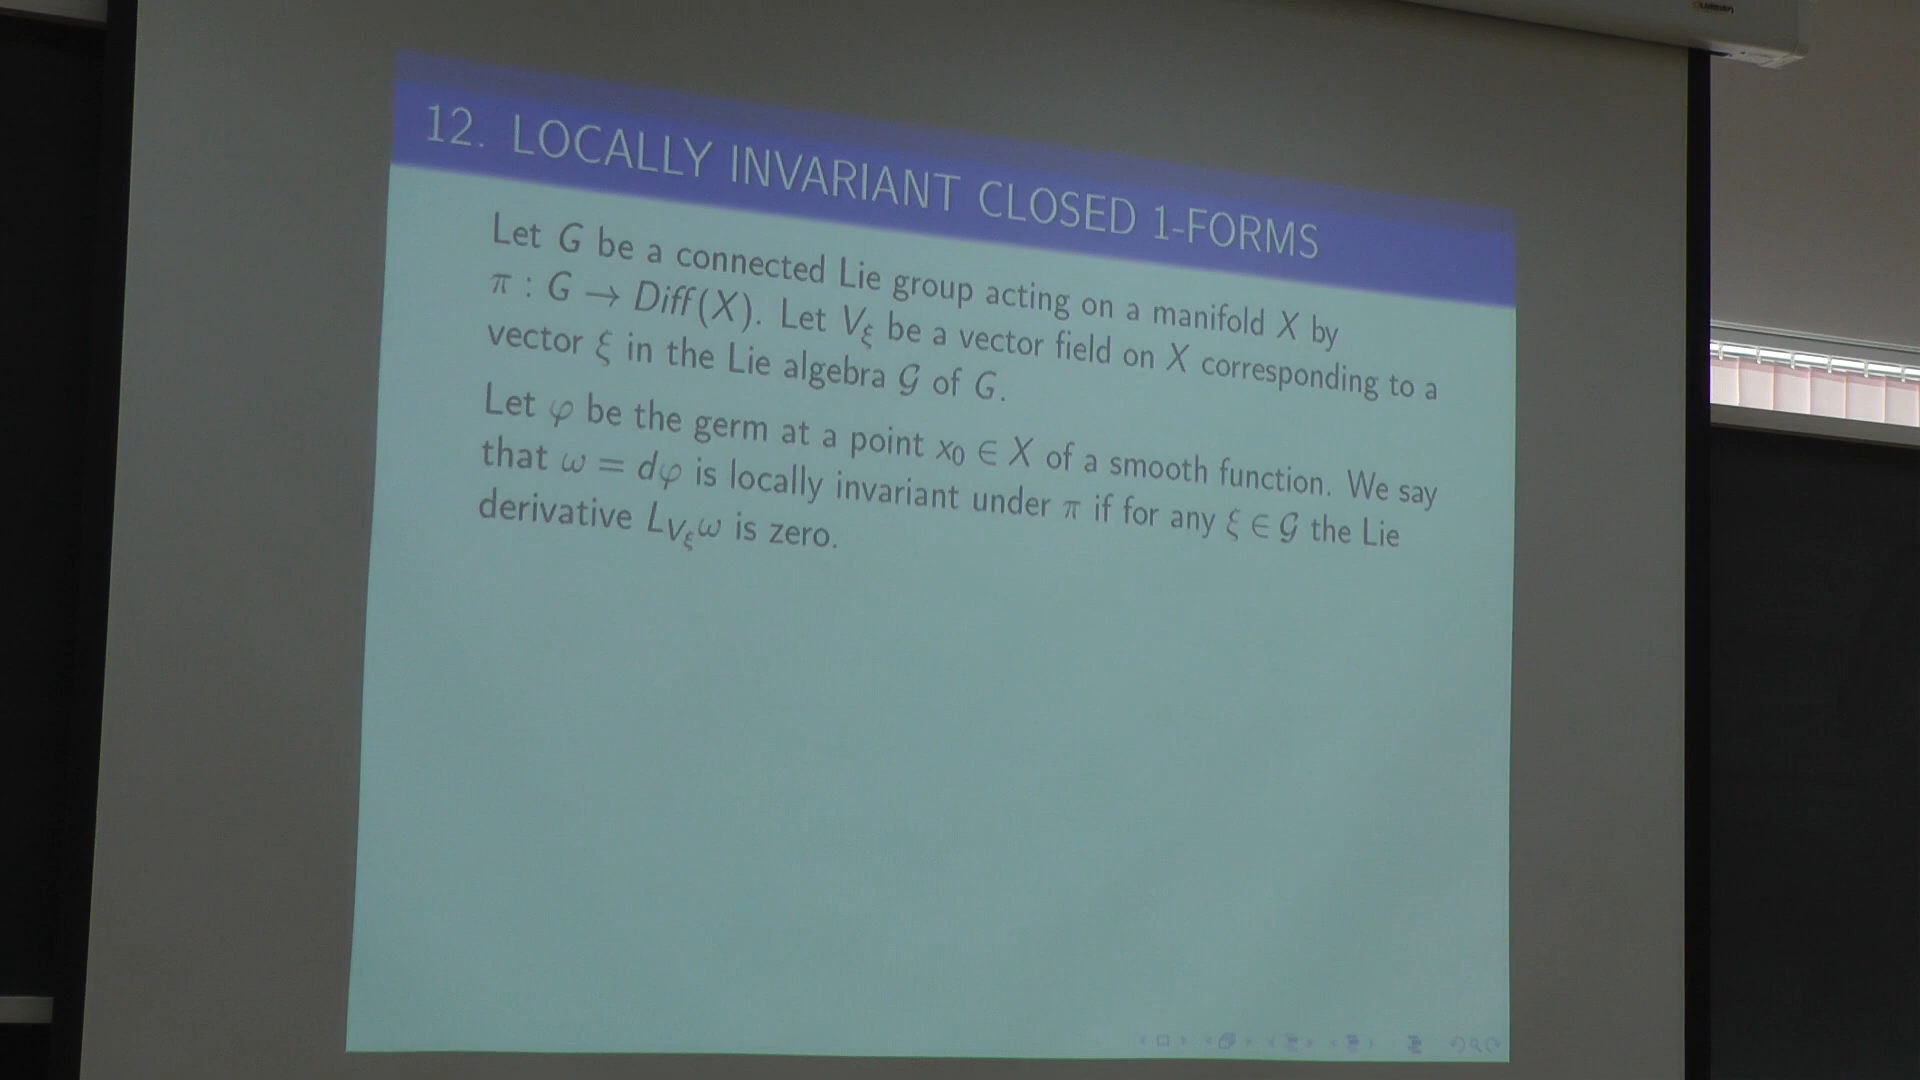 12. LOCALLY INVARIANT CLOSED 1-FORMS
Let G be a connected Lie group acting on a manifold X by
π : G → Diff(X). Let V_ξ be a vector field on X corresponding to a
vector ξ in the Lie algebra 𝒢 of G.
Let φ be the germ at a point x₀ ∈ X of a smooth function. We say
that ω = dφ is locally invariant under π if for any ξ ∈ 𝒢 the Lie
derivative L_{V_ξ}ω is zero.